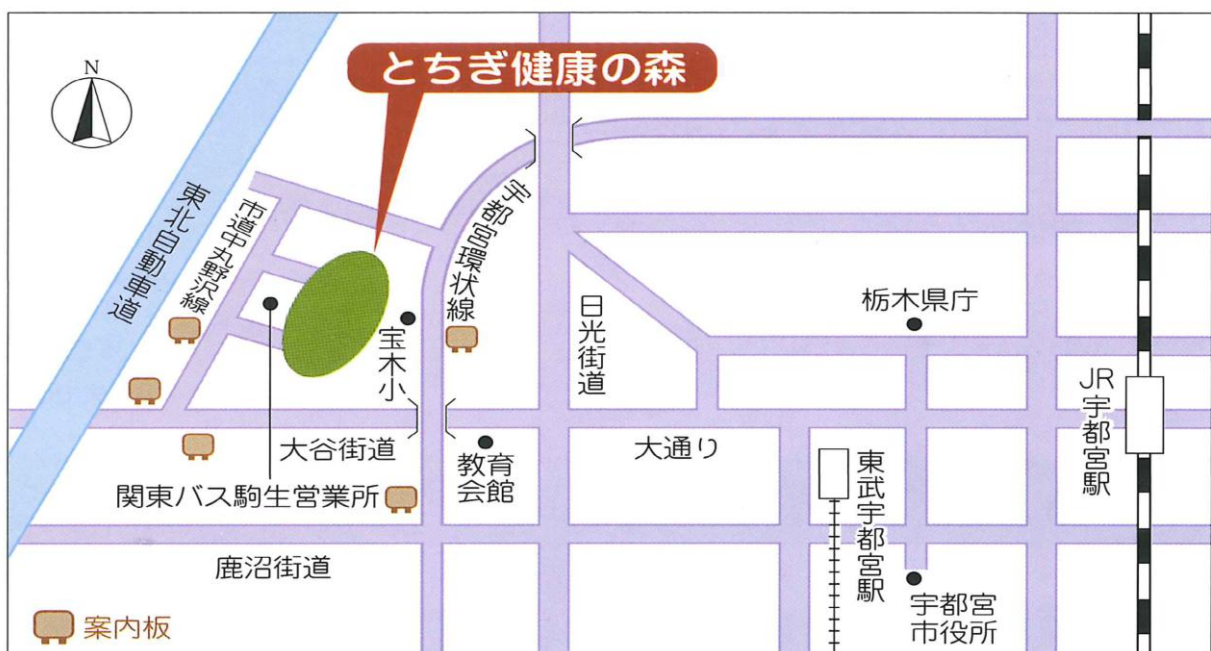 とちぎ健康の森
N
東北自動車道
市道中丸野沢線
宇都宮環状線
宝木小
日光街道
栃木県庁
JR宇都宮駅
大谷街道
教育
会館
大通り
東武宇都宮駅
関東バス駒生営業所
鹿沼街道
宇都宮
市役所
案内板